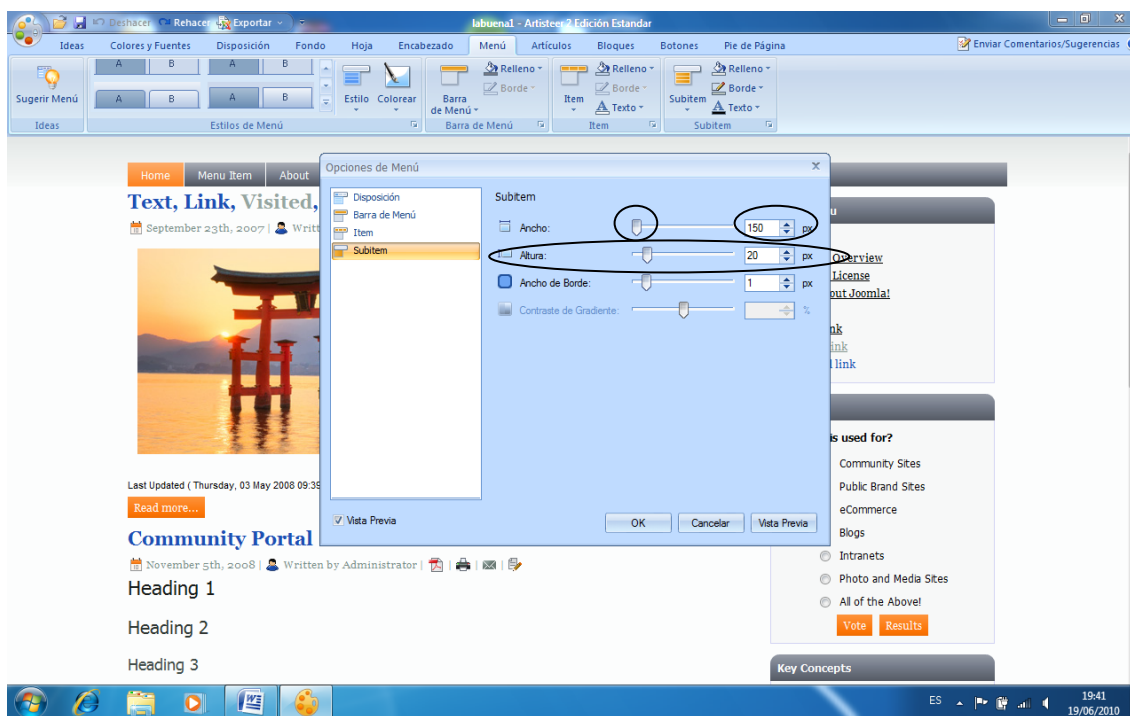 Deshacer Rehacer Exportar labuena1 - Artisteer 2 Edición Estandar
Ideas Colores y Fuentes Disposición Fondo Hoja Encabezado Menú Artículos Bloques Botones Pie de Página Enviar Comentarios/Sugerencias
A B A B
A B A B
Sugerir Menú Estilo Colorear Barra de Menú Relleno Borde Item Relleno Borde Texto Subitem Relleno Borde Texto
Ideas Estilos de Menú Barra de Menú Item Subitem
Home Menu Item About
Text, Link, Visited,
September 23th, 2007 | Writt
Opciones de Menú
Disposición
Barra de Menú
Item
Subitem
Subitem
Ancho: 150 px
Altura: 20 px
Ancho de Borde: 1 px
Contraste de Gradiente: %
Vista Previa
OK Cancelar Vista Previa
u
Overview
License
out Joomla!
nk
ink
l link
is used for?
Community Sites
Public Brand Sites
eCommerce
Blogs
Intranets
Photo and Media Sites
All of the Above!
Vote Results
Key Concepts
Last Updated ( Thursday, 03 May 2008 09:39
Read more...
Community Portal
November 5th, 2008 | Written by Administrator |
Heading 1
Heading 2
Heading 3
ES 19:41
19/06/2010